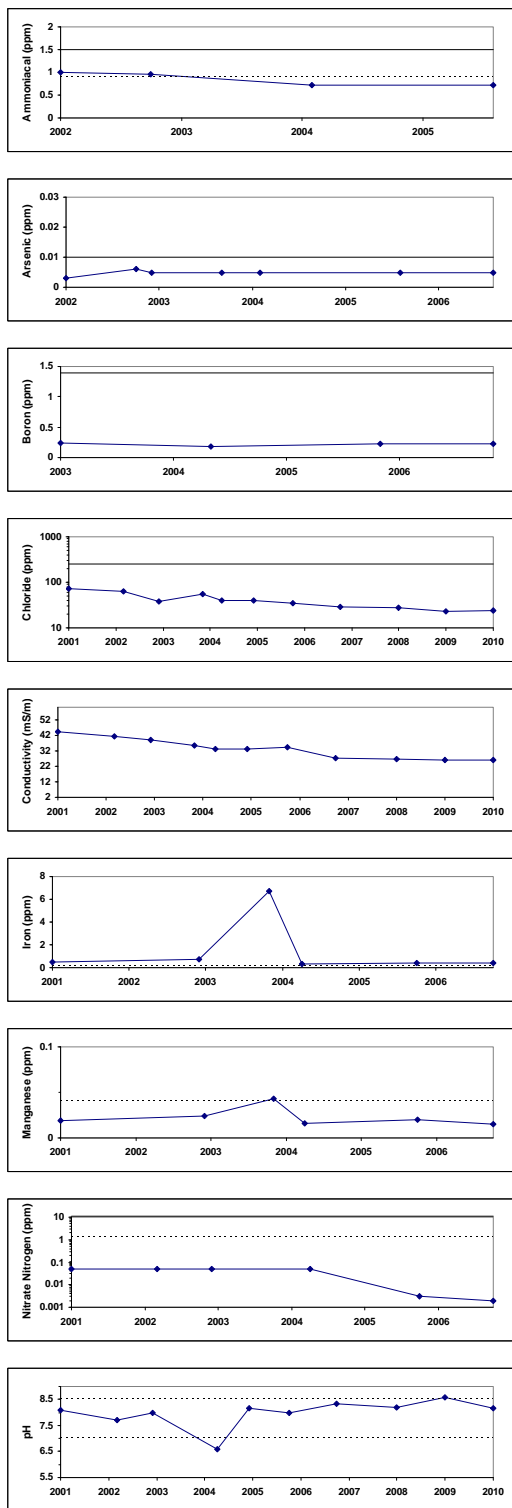 Ammoniacal (ppm)
2
1.5
1
0.5
0
2002 2003 2004 2005
Arsenic (ppm)
0.03
0.02
0.01
0
2002 2003 2004 2005 2006
Boron (ppm)
1.5
1
0.5
0
2003 2004 2005 2006
Chloride (ppm)
1000
100
10
2001 2002 2003 2004 2005 2006 2007 2008 2009 2010
Conductivity (mS/m)
52
42
32
22
12
2
2001 2002 2003 2004 2005 2006 2007 2008 2009 2010
Iron (ppm)
8
6
4
2
0
2001 2002 2003 2004 2005 2006
Manganese (ppm)
0.1
0
2001 2002 2003 2004 2005 2006
Nitrate Nitrogen (ppm)
10
1
0.1
0.01
0.001
2001 2002 2003 2004 2005 2006
pH
8.5
7.5
6.5
5.5
2001 2002 2003 2004 2005 2006 2007 2008 2009 2010